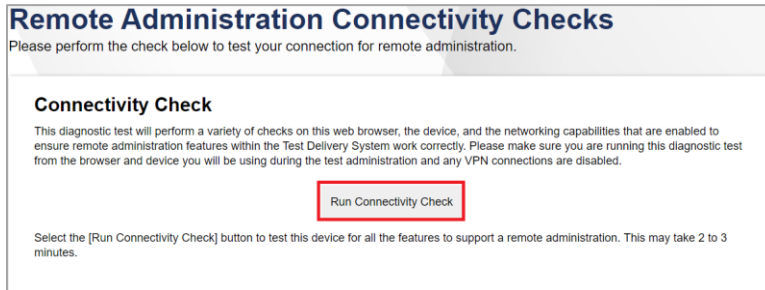 Remote Administration Connectivity Checks
Please perform the check below to test your connection for remote administration.
Connectivity Check
This diagnostic test will perform a variety of checks on this web browser, the device, and the networking capabilities that are enabled to
ensure remote administration features within the Test Delivery System work correctly. Please make sure you are running this diagnostic test
from the browser and device you will be using during the test administration and any VPN connections are disabled.
Run Connectivity Check
Select the [Run Connectivity Check] button to test this device for all the features to support a remote administration. This may take 2 to 3
minutes.